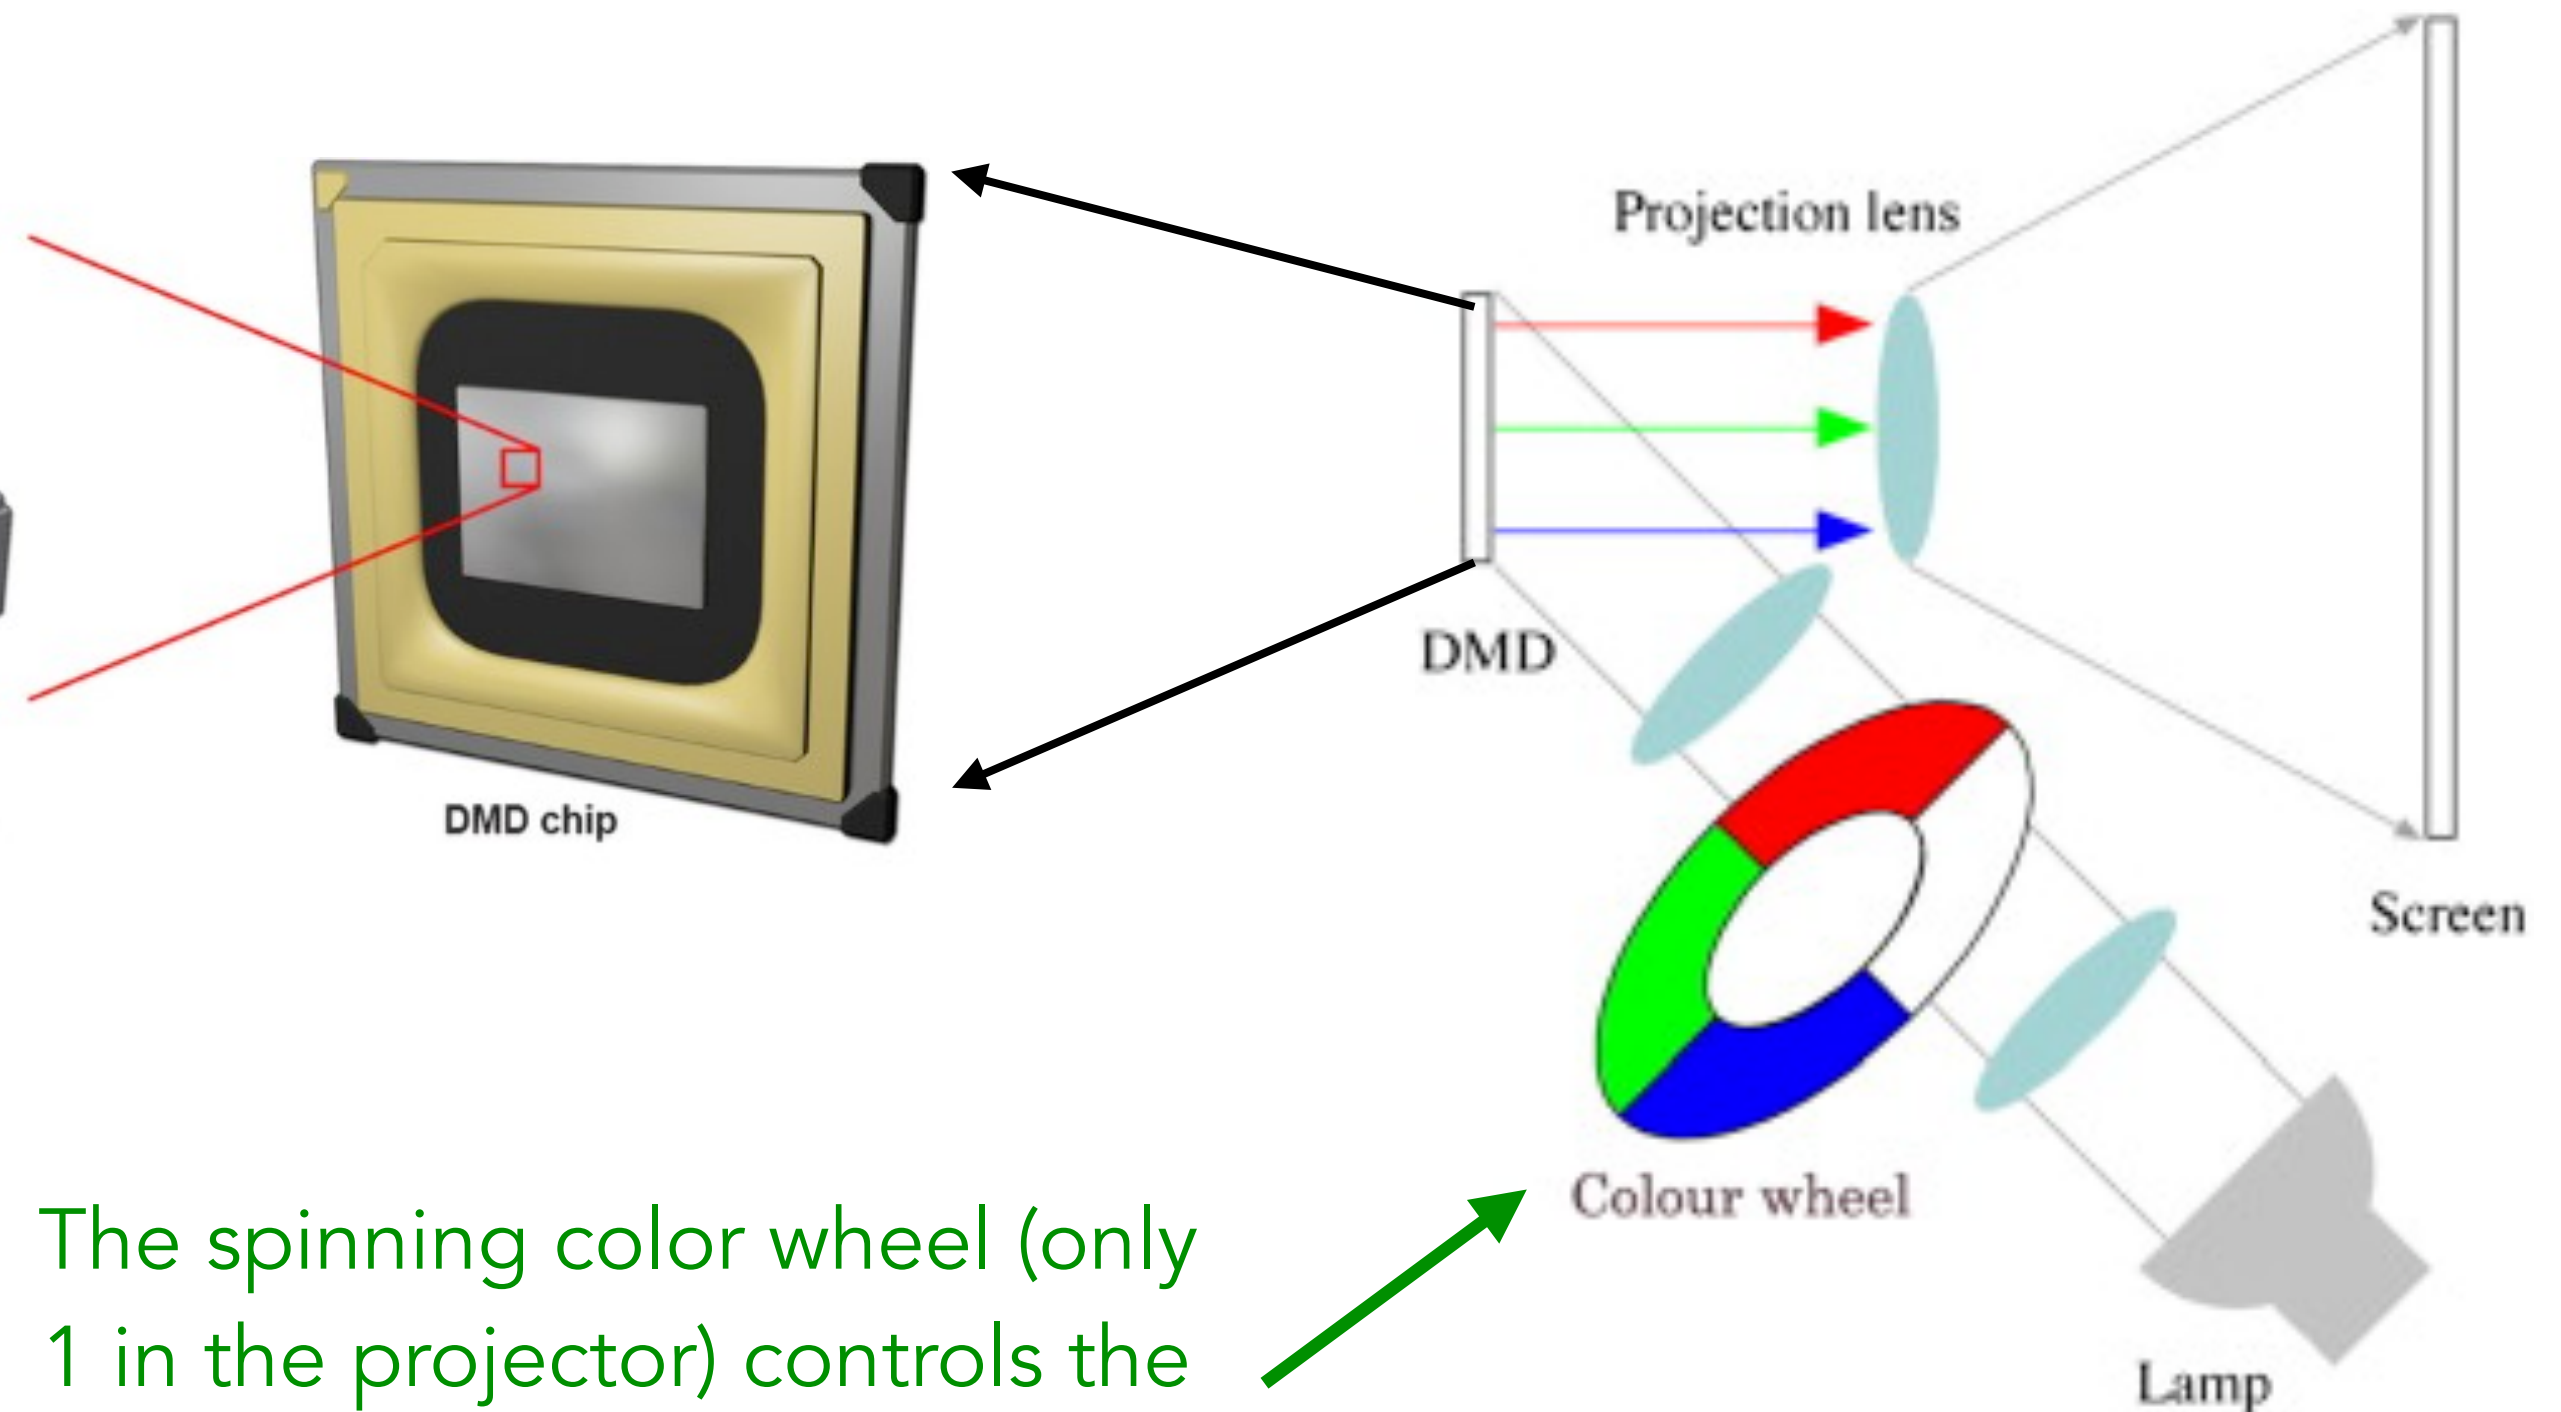 Projection lens
DMD
DMD chip
Screen
Colour wheel
The spinning color wheel (only
1 in the projector) controls the
Lamp